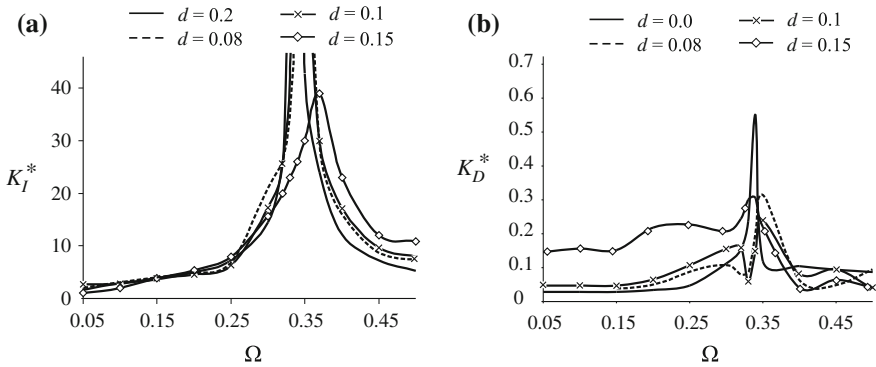 (a)
d = 0.2
d = 0.1
d = 0.08
d = 0.15
40
30
20
10
0
K_I^*
0.05
0.15
0.25
0.35
0.45
Ω
(b)
d = 0.0
d = 0.1
d = 0.08
d = 0.15
0.7
0.6
0.5
0.4
0.3
0.2
0.1
0
K_D^*
0.05
0.15
0.25
0.35
0.45
Ω